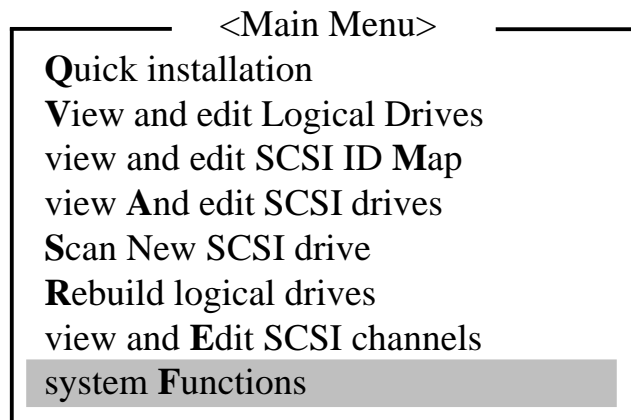 <Main Menu>
Quick installation
View and edit Logical Drives
view and edit SCSI ID Map
view And edit SCSI drives
Scan New SCSI drive
Rebuild logical drives
view and Edit SCSI channels
system Functions